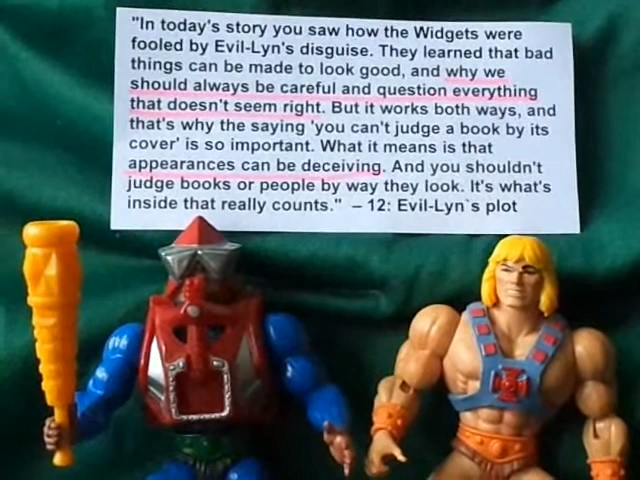 "In today's story you saw how the Widgets were
fooled by Evil-Lyn's disguise. They learned that bad
things can be made to look good, and why we
should always be careful and question everything
that doesn't seem right. But it works both ways, and
that's why the saying 'you can't judge a book by its
cover' is so important. What it means is that
appearances can be deceiving. And you shouldn't
judge books or people by way they look. It's what's
inside that really counts." – 12: Evil-Lyn`s plot